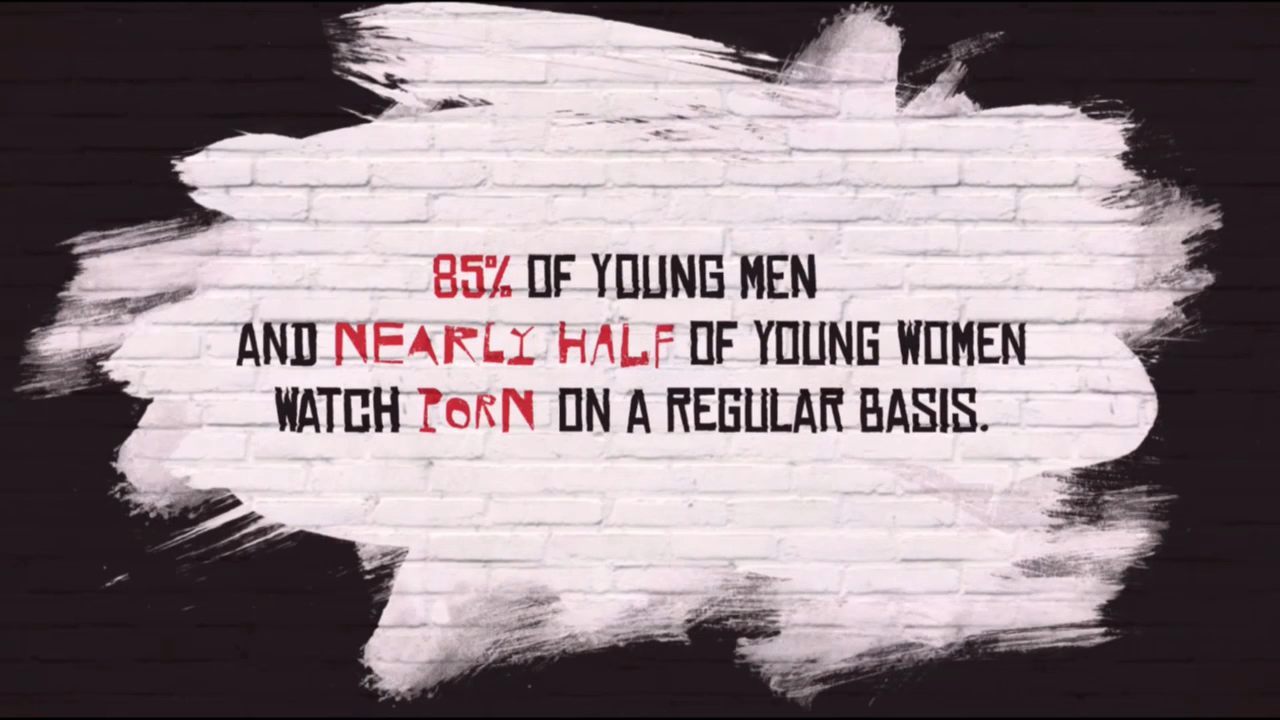 85% OF YOUNG MEN
AND NEARLY HALF OF YOUNG WOMEN
WATCH PORN ON A REGULAR BASIS.